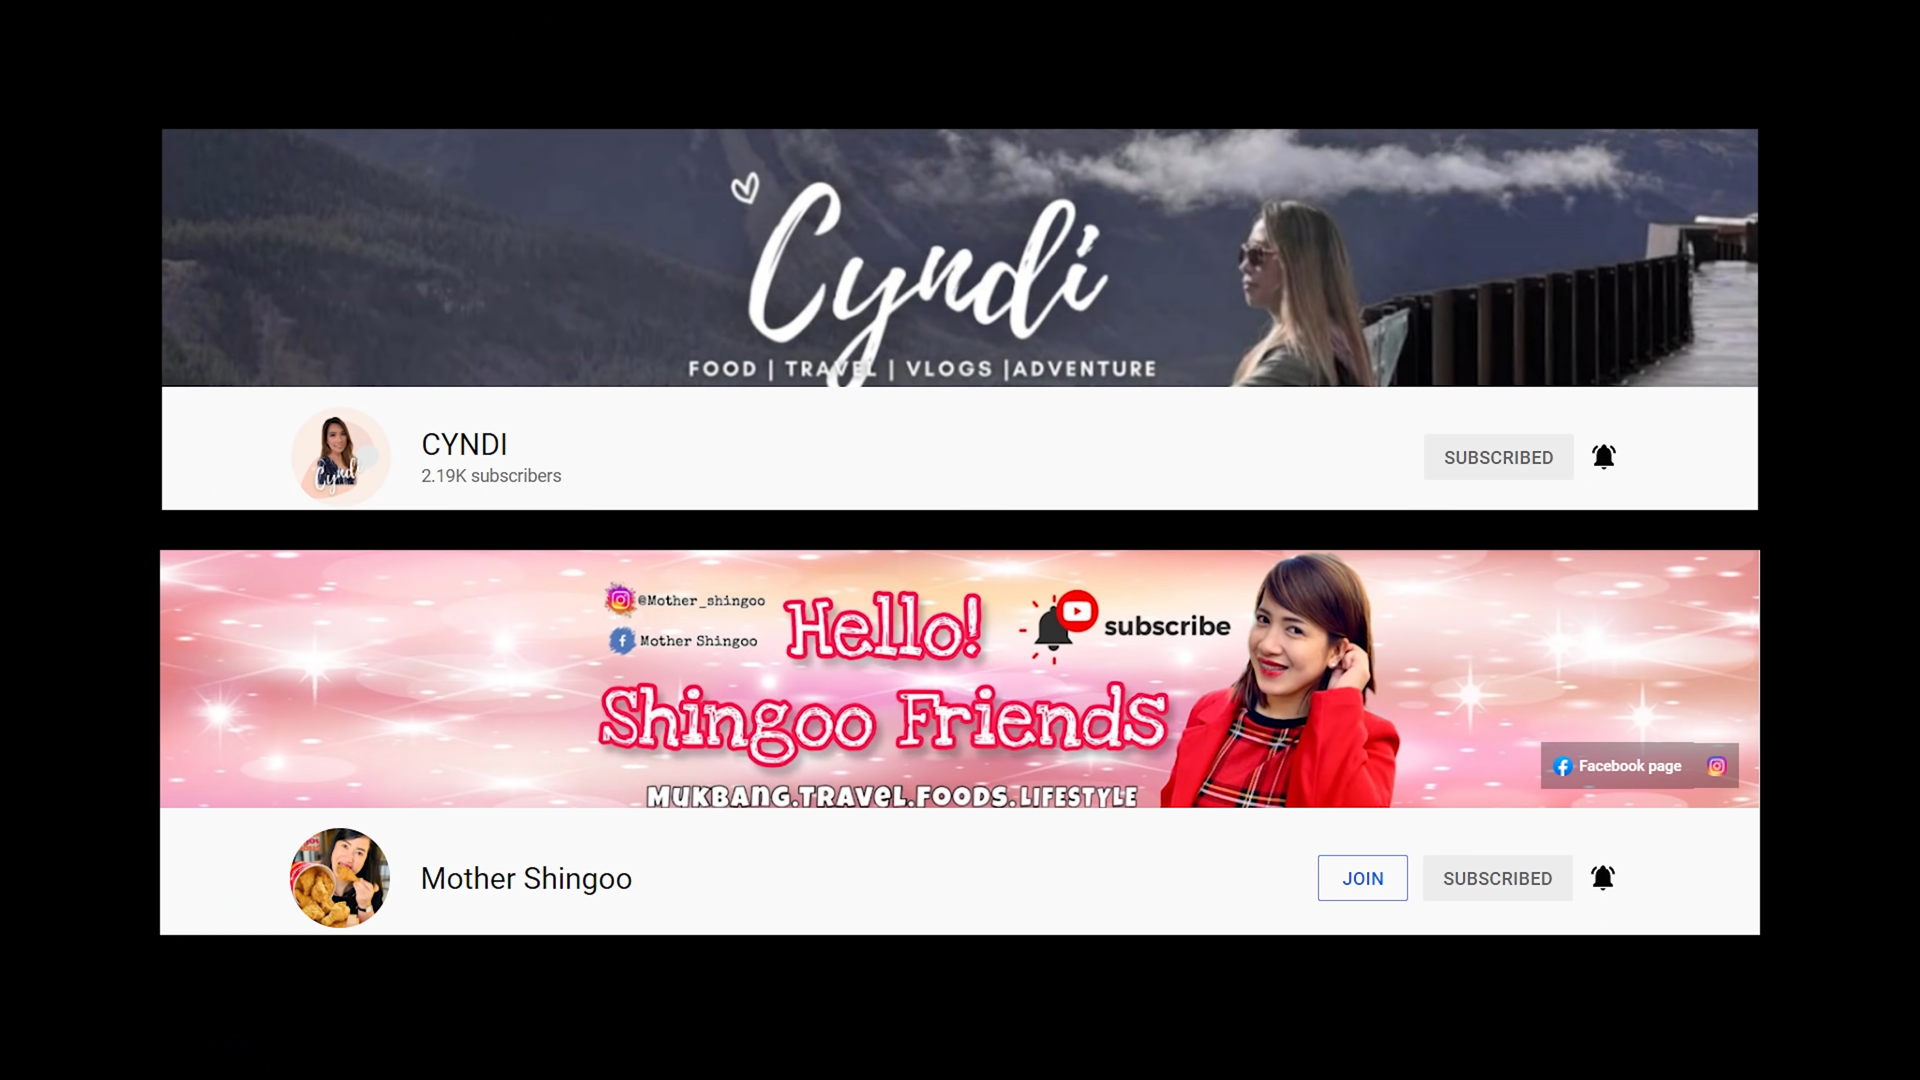 Cyndi
FOOD | TRAVEL | VLOGS |ADVENTURE
Cyndi
CYNDI
2.19K subscribers
SUBSCRIBED
@Mother_shingoo
Mother Shingoo
Hello!
subscribe
Shingoo Friends
MUKBANG.TRAVEL.FOODS.LIFESTYLE
Facebook page
Mother Shingoo
JOIN
SUBSCRIBED